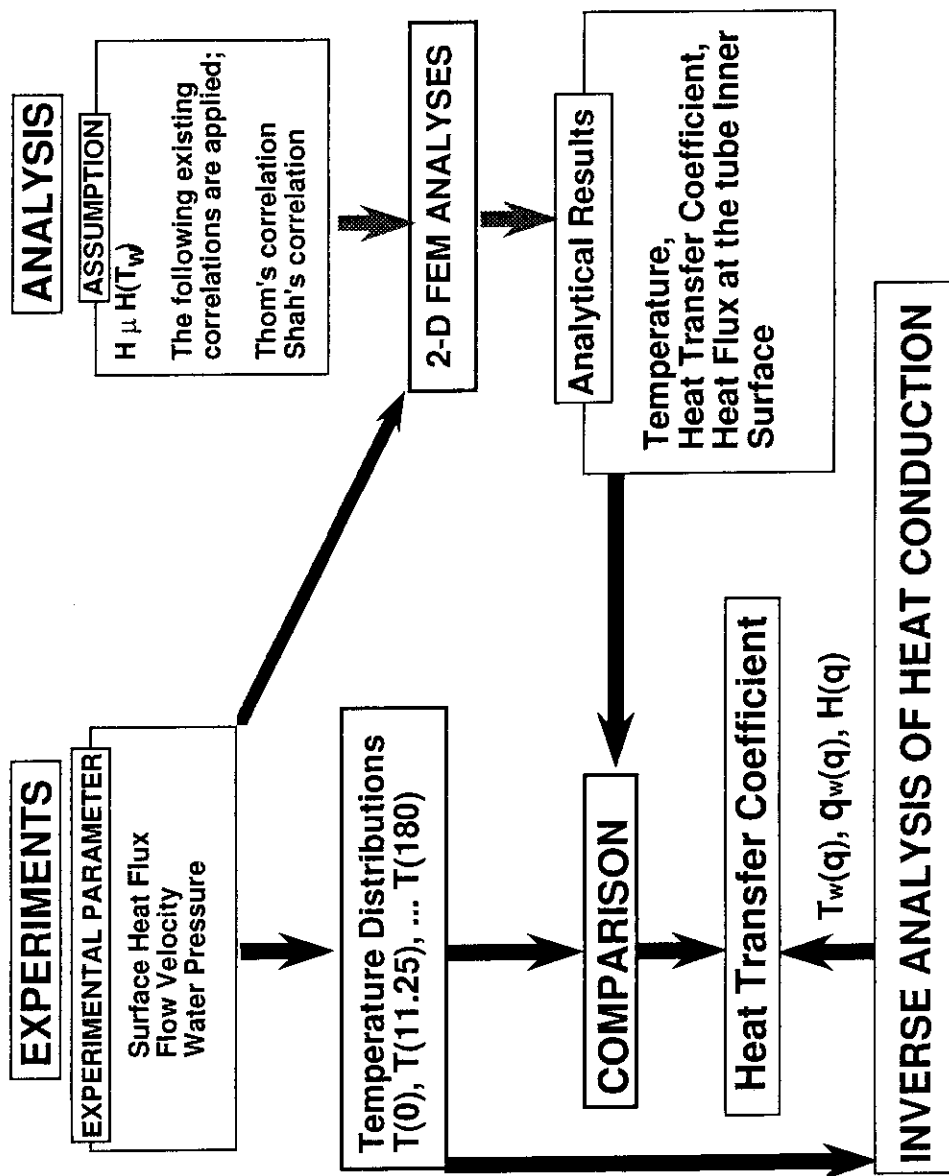 EXPERIMENTS
EXPERIMENTAL PARAMETER
Surface Heat Flux
Flow Velocity
Water Pressure
Temperature Distributions
T(0), T(11.25), ... T(180)
COMPARISON
Heat Transfer Coefficient
Tw(q), qw(q), H(q)
INVERSE ANALYSIS OF HEAT CONDUCTION
ANALYSIS
ASSUMPTION
H µ H(Tw)
The following existing
correlations are applied;
Thom's correlation
Shah's correlation
2-D FEM ANALYSES
Analytical Results
Temperature,
Heat Transfer Coefficient,
Heat Flux at the tube Inner
Surface